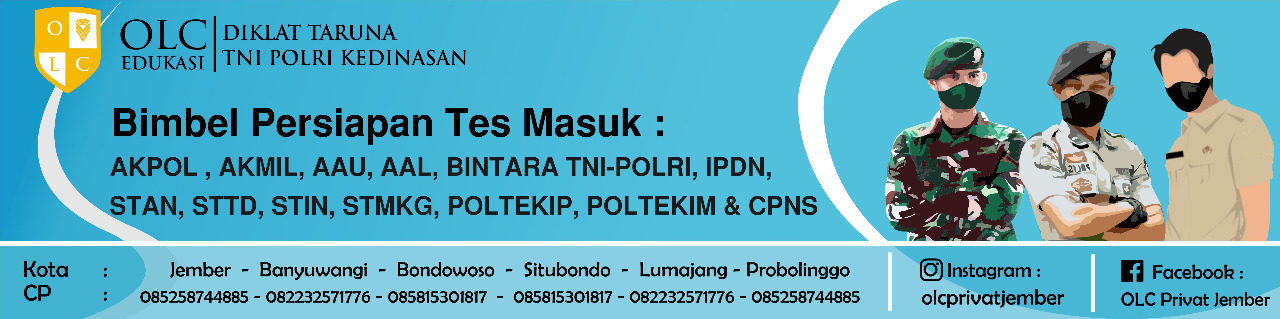 O
L C
OLC
EDUKASI
DIKLAT TARUNA
TNI POLRI KEDINASAN
Bimbel Persiapan Tes Masuk :
AKPOL , AKMIL, AAU, AAL, BINTARA TNI-POLRI, IPDN,
STAN, STTD, STIN, STMKG, POLTEKIP, POLTEKIM & CPNS
Kota : Jember - Banyuwangi - Bondowoso - Situbondo - Lumajang - Probolinggo
CP : 085258744885 - 082232571776 - 085815301817 - 085815301817 - 082232571776 - 085258744885
Instagram :
olcprivatjember
Facebook :
OLC Privat Jember